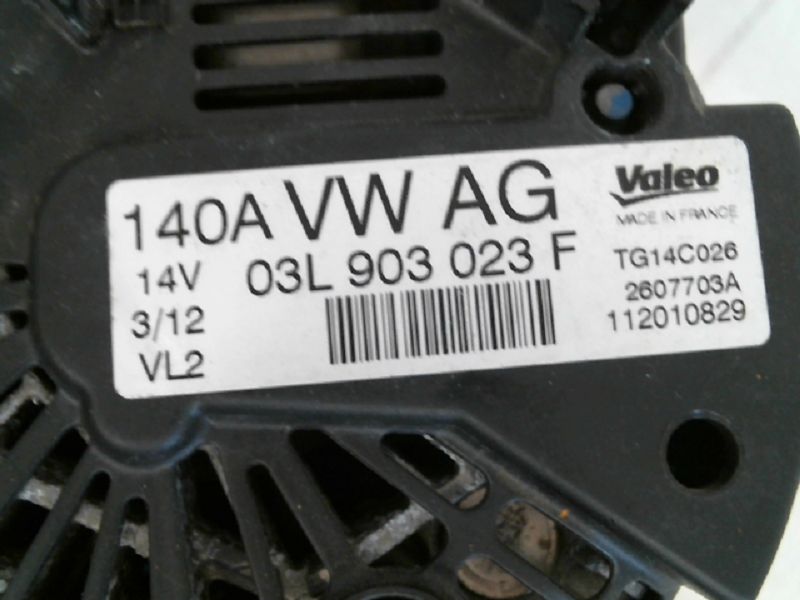 140A VW AG
14V 03L 903 023 F
3/12
VL2
Valeo
MADE IN FRANCE
TG14C026
2607703A
112010829